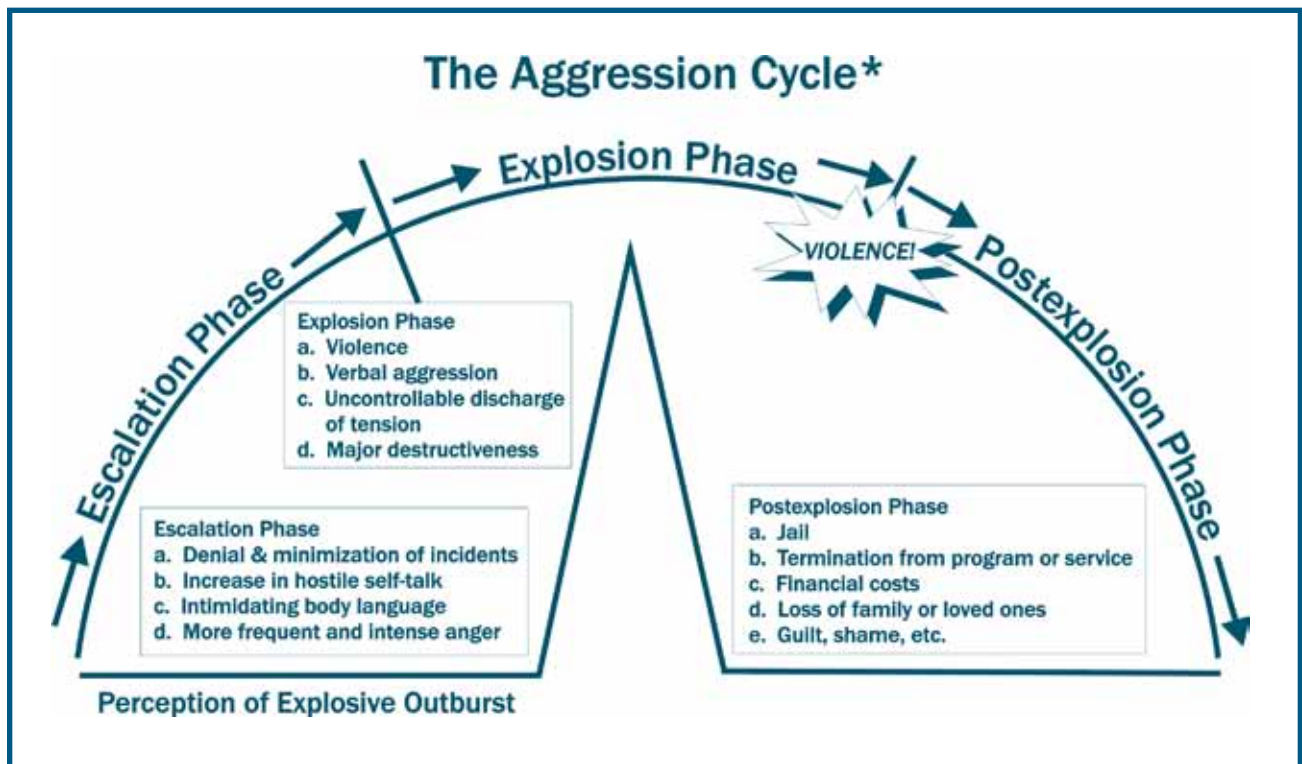 The Aggression Cycle*
Escalation Phase
Explosion Phase
VIOLENCE!
Postexplosion Phase
Explosion Phase
a. Violence
b. Verbal aggression
c. Uncontrollable discharge
of tension
d. Major destructiveness
Escalation Phase
a. Denial & minimization of incidents
b. Increase in hostile self-talk
c. Intimidating body language
d. More frequent and intense anger
Postexplosion Phase
a. Jail
b. Termination from program or service
c. Financial costs
d. Loss of family or loved ones
e. Guilt, shame, etc.
Perception of Explosive Outburst